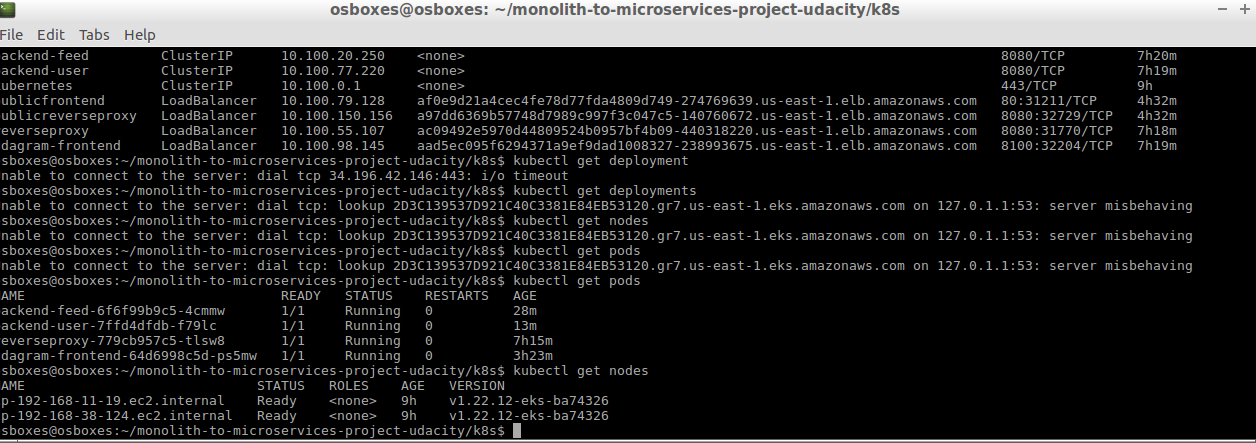 osboxes@osboxes: ~/monolith-to-microservices-project-udacity/k8s
File Edit Tabs Help
ackend-feed ClusterIP 10.100.20.250 <none> 8080/TCP 7h20m
ackend-user ClusterIP 10.100.77.220 <none> 8080/TCP 7h19m
ubernetes ClusterIP 10.100.0.1 <none> 443/TCP 9h
ublicfrontend LoadBalancer 10.100.79.128 af0e9d21a4cec4fe78d77fda4809d749-274769639.us-east-1.elb.amazonaws.com 80:31211/TCP 4h32m
ublicreverseproxy LoadBalancer 10.100.150.156 a97dd6369b57748d7989c997f3c047c5-140760672.us-east-1.elb.amazonaws.com 8080:32729/TCP 4h32m
everseproxy LoadBalancer 10.100.55.107 ac09492e5970d44809524b0957bf4b09-440318220.us-east-1.elb.amazonaws.com 8080:31770/TCP 7h18m
dagram-frontend LoadBalancer 10.100.98.145 aad5ec095f6294371a9ef9dad1008327-238993675.us-east-1.elb.amazonaws.com 8100:32204/TCP 7h19m
sboxes@osboxes:~/monolith-to-microservices-project-udacity/k8s$ kubectl get deployment
nable to connect to the server: dial tcp 34.196.42.146:443: i/o timeout
sboxes@osboxes:~/monolith-to-microservices-project-udacity/k8s$ kubectl get deployments
nable to connect to the server: dial tcp: lookup 2D3C139537D921C40C3381E84EB53120.gr7.us-east-1.eks.amazonaws.com on 127.0.1.1:53: server misbehaving
sboxes@osboxes:~/monolith-to-microservices-project-udacity/k8s$ kubectl get nodes
nable to connect to the server: dial tcp: lookup 2D3C139537D921C40C3381E84EB53120.gr7.us-east-1.eks.amazonaws.com on 127.0.1.1:53: server misbehaving
sboxes@osboxes:~/monolith-to-microservices-project-udacity/k8s$ kubectl get pods
nable to connect to the server: dial tcp: lookup 2D3C139537D921C40C3381E84EB53120.gr7.us-east-1.eks.amazonaws.com on 127.0.1.1:53: server misbehaving
sboxes@osboxes:~/monolith-to-microservices-project-udacity/k8s$ kubectl get pods
AME READY STATUS RESTARTS AGE
ackend-feed-6f6f99b9c5-4cmmw 1/1 Running 0 28m
ackend-user-7ffd4dfdb-f79lc 1/1 Running 0 13m
everseproxy-779cb957c5-tlsw8 1/1 Running 0 7h15m
dagram-frontend-64d6998c5d-ps5mw 1/1 Running 0 3h23m
sboxes@osboxes:~/monolith-to-microservices-project-udacity/k8s$ kubectl get nodes
AME STATUS ROLES AGE VERSION
p-192-168-11-19.ec2.internal Ready <none> 9h v1.22.12-eks-ba74326
p-192-168-38-124.ec2.internal Ready <none> 9h v1.22.12-eks-ba74326
sboxes@osboxes:~/monolith-to-microservices-project-udacity/k8s$